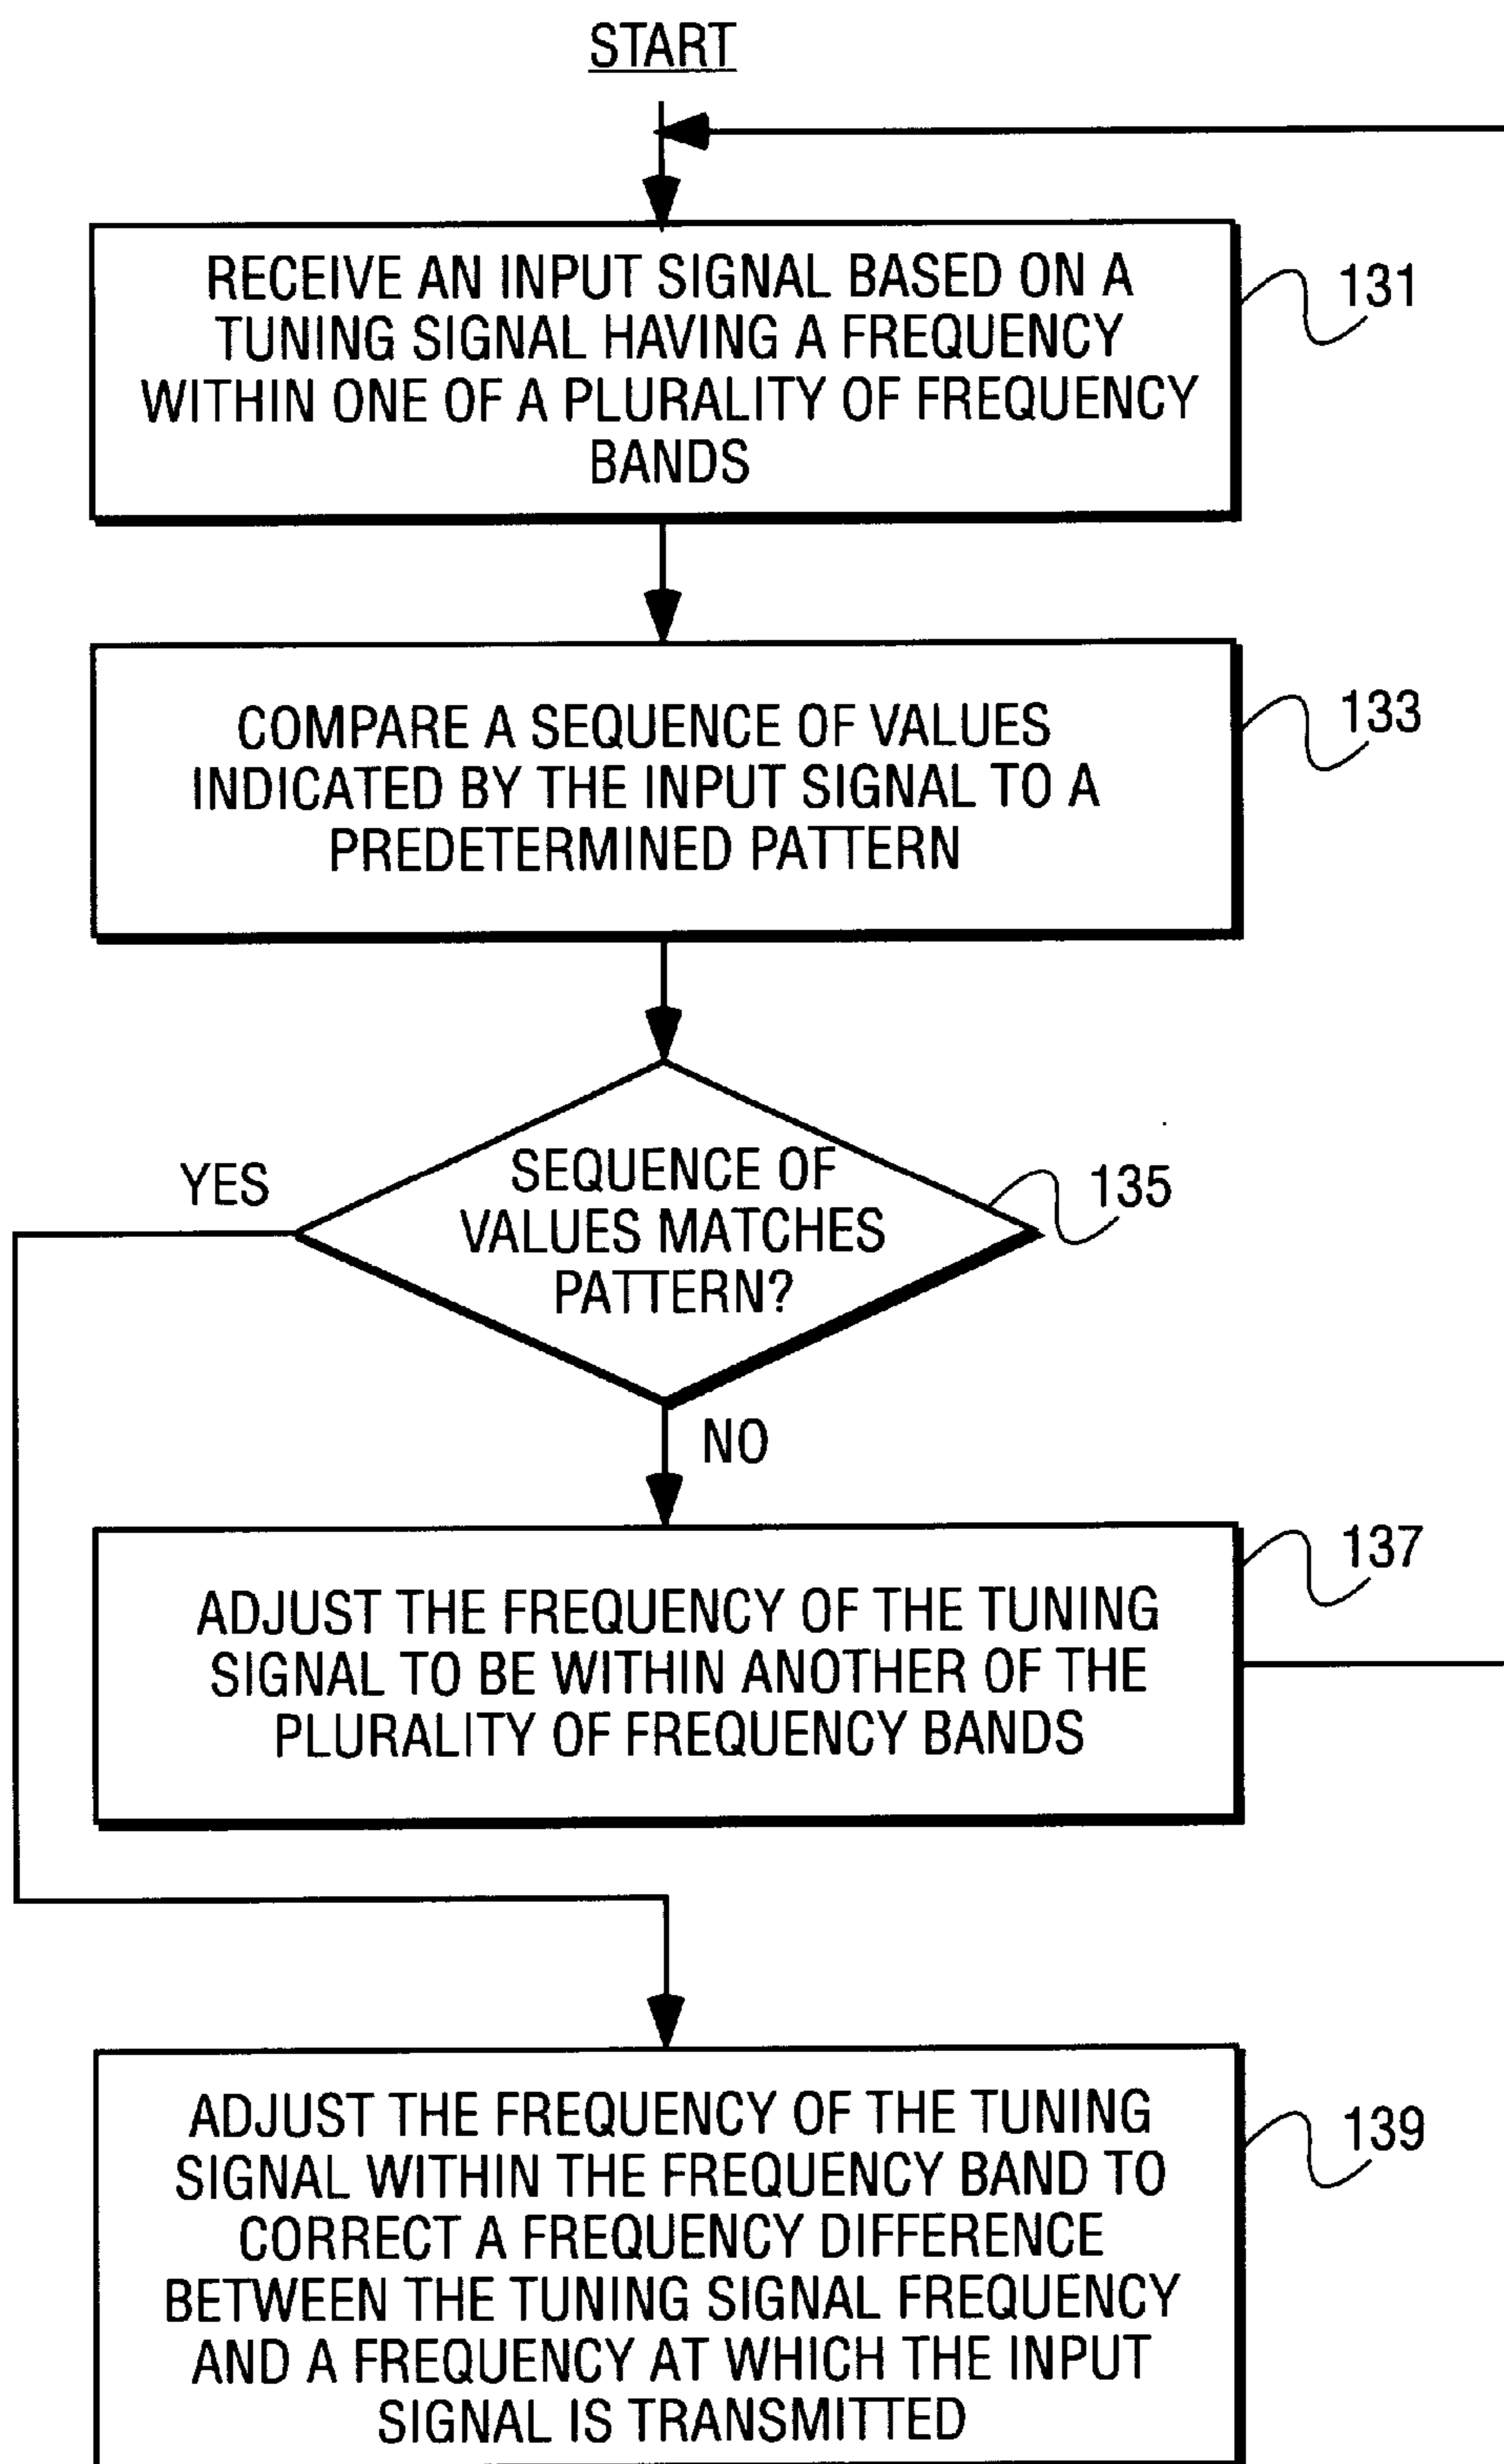 START
RECEIVE AN INPUT SIGNAL BASED ON A
TUNING SIGNAL HAVING A FREQUENCY
WITHIN ONE OF A PLURALITY OF FREQUENCY
BANDS
131
COMPARE A SEQUENCE OF VALUES
INDICATED BY THE INPUT SIGNAL TO A
PREDETERMINED PATTERN
133
YES
SEQUENCE OF
VALUES MATCHES
PATTERN?
135
NO
ADJUST THE FREQUENCY OF THE TUNING
SIGNAL TO BE WITHIN ANOTHER OF THE
PLURALITY OF FREQUENCY BANDS
137
ADJUST THE FREQUENCY OF THE TUNING
SIGNAL WITHIN THE FREQUENCY BAND TO
CORRECT A FREQUENCY DIFFERENCE
BETWEEN THE TUNING SIGNAL FREQUENCY
AND A FREQUENCY AT WHICH THE INPUT
SIGNAL IS TRANSMITTED
139